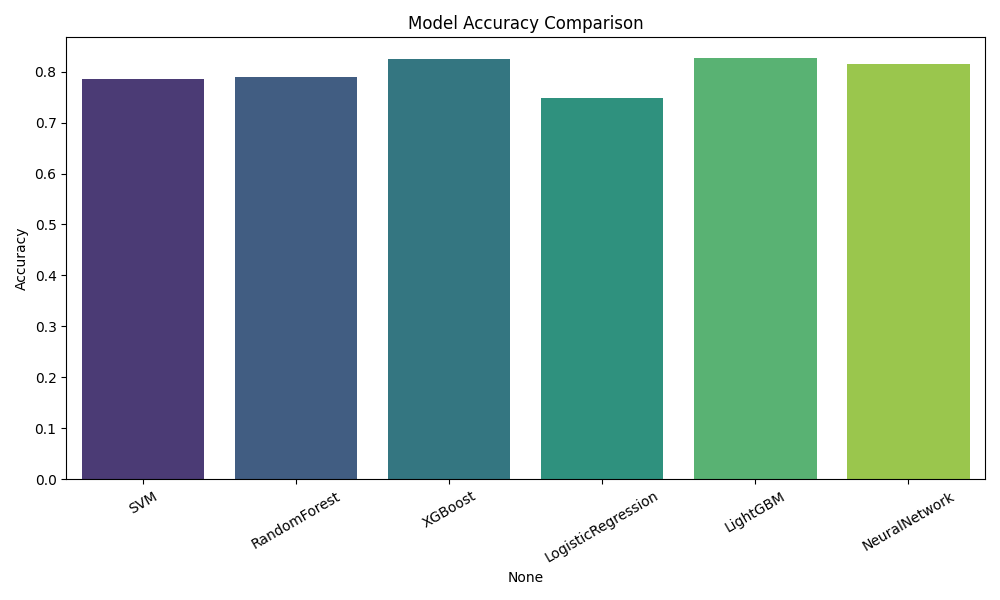 Model Accuracy Comparison
Accuracy
0.8
0.7
0.6
0.5
0.4
0.3
0.2
0.1
0.0
SVM
RandomForest
XGBoost
LogisticRegression
LightGBM
NeuralNetwork
None